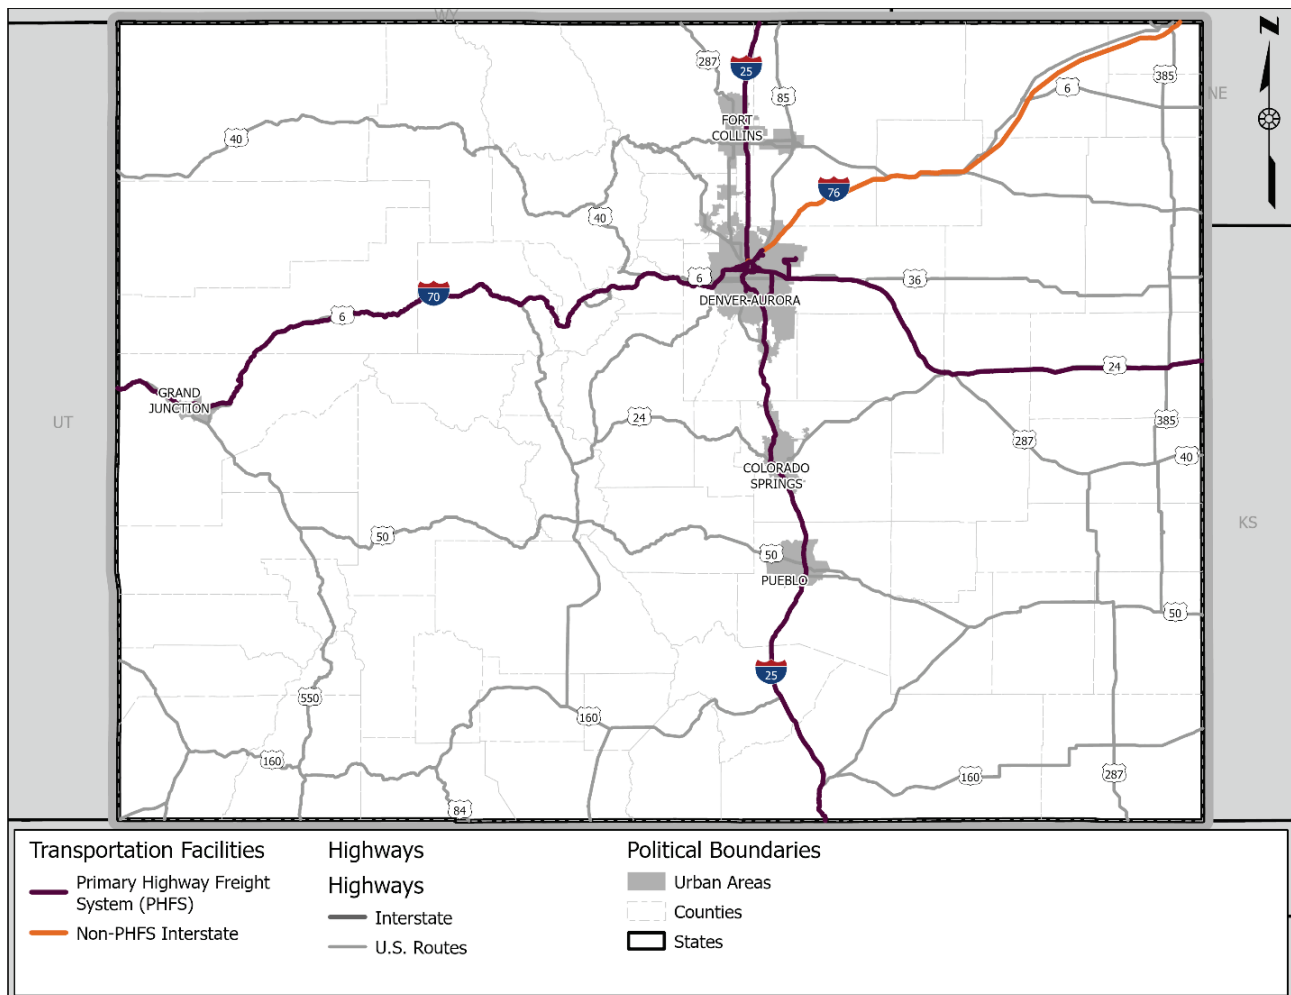 WY
N
287
25
85
385
6
NE
FORT
COLLINS
40
76
40
6
36
70
DENVER-AURORA
6
24
GRAND
JUNCTION
UT
24
385
287
40
COLORADO
SPRINGS
KS
50
50
PUEBLO
50
25
550
160
160
160
287
84
Transportation Facilities
Primary Highway Freight
System (PHFS)
Non-PHFS Interstate
Highways
Highways
Interstate
U.S. Routes
Political Boundaries
Urban Areas
Counties
States